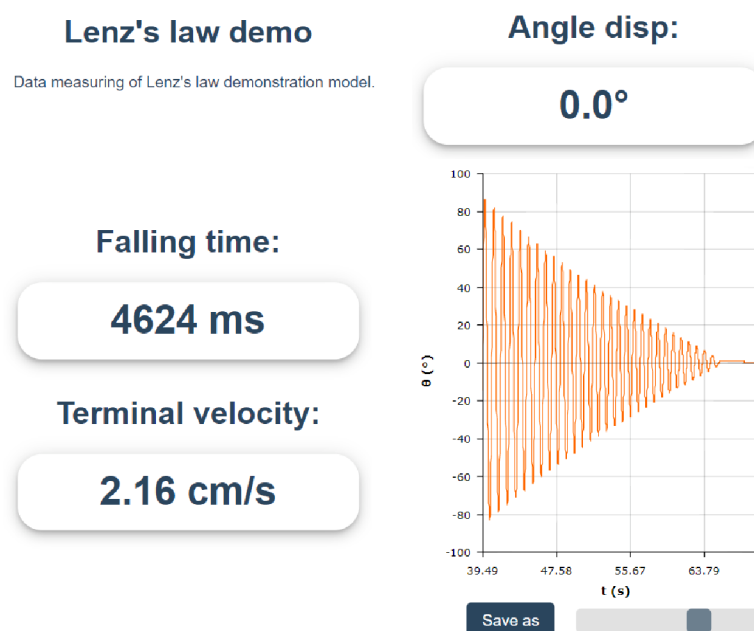 Lenz's law demo
Data measuring of Lenz's law demonstration model.
Falling time:
4624 ms
Terminal velocity:
2.16 cm/s
Angle disp:
0.0°
100
80
60
40
20
0
-20
-40
-60
-80
-100
θ (°)
39.49 47.58 55.67 63.79
t (s)
Save as